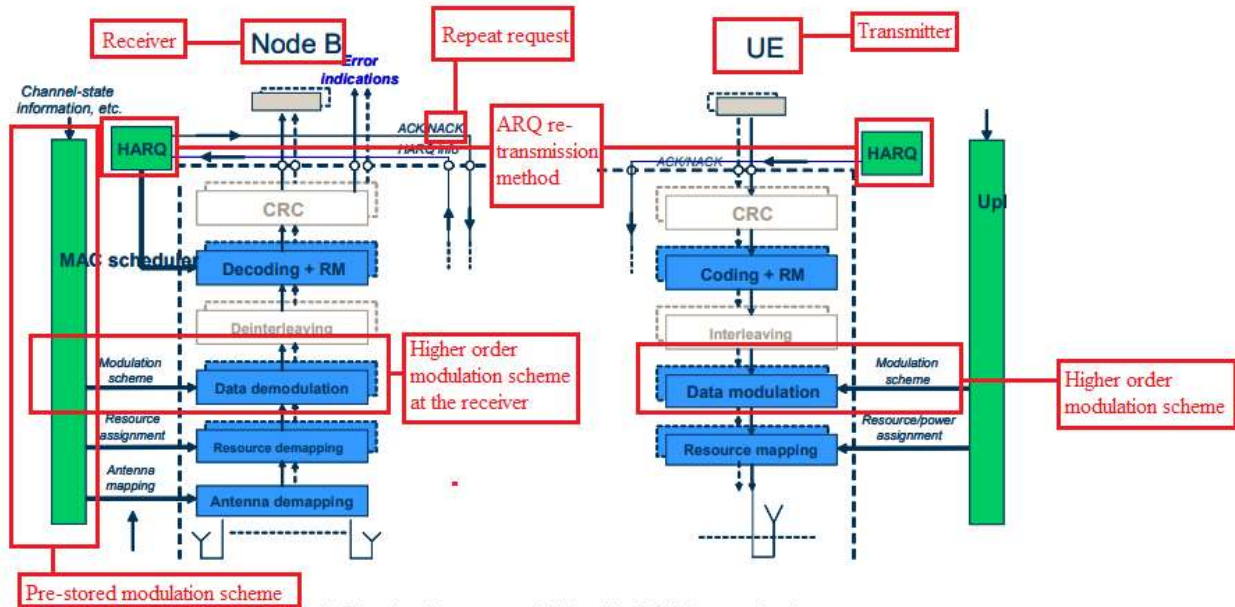 Receiver
Node B
Repeat request
UE
Transmitter
Error
indications
Channel-state
information, etc.
HARQ
ACK/NACK
HARQ info
ARQ re-
transmission
method
ACK/NACK
HARQ
CRC
CRC
Upl
MAC scheduler
Decoding + RM
Coding + RM
Deinterleaving
Interleaving
Modulation
scheme
Data demodulation
Higher order
modulation scheme
at the receiver
Data modulation
Modulation
scheme
Higher order
modulation scheme
Resource
assignment
Resource demapping
Resource mapping
Resource/power
assignment
Antenna
mapping
Antenna demapping
Pre-stored modulation scheme